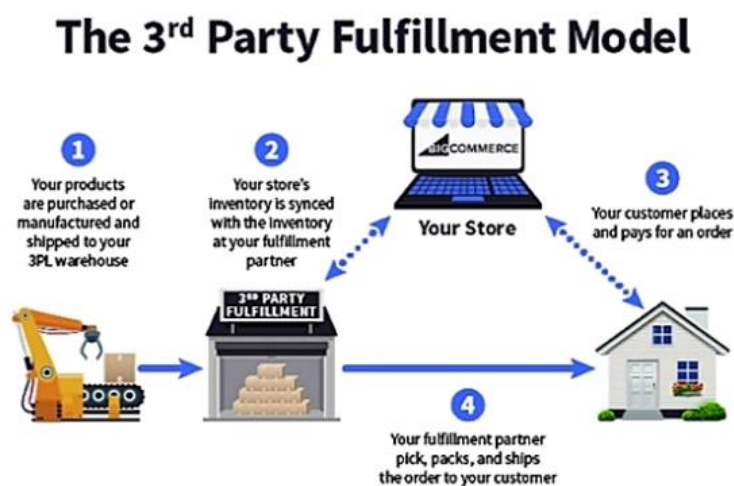 The 3rd Party Fulfillment Model
1
Your products
are purchased or
manufactured and
shipped to your
3PL warehouse
2
Your store's
inventory is synced
with the inventory
at your fulfillment
partner
BIGCOMMERCE
Your Store
3
Your customer places
and pays for an order
3RD PARTY
FULFILLMENT
4
Your fulfillment partner
pick, packs, and ships
the order to your customer